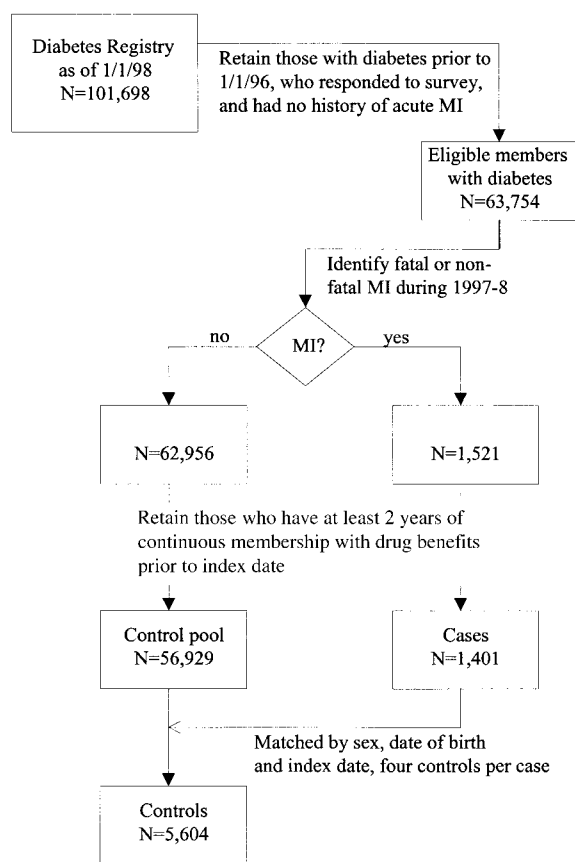 Diabetes Registry
as of 1/1/98
N=101,698
Retain those with diabetes prior to
1/1/96, who responded to survey,
and had no history of acute MI
Eligible members
with diabetes
N=63,754
Identify fatal or non-
fatal MI during 1997-8
no
MI?
yes
N=62,956
N=1,521
Retain those who have at least 2 years of
continuous membership with drug benefits
prior to index date
Control pool
N=56,929
Cases
N=1,401
Matched by sex, date of birth
and index date, four controls per case
Controls
N=5,604